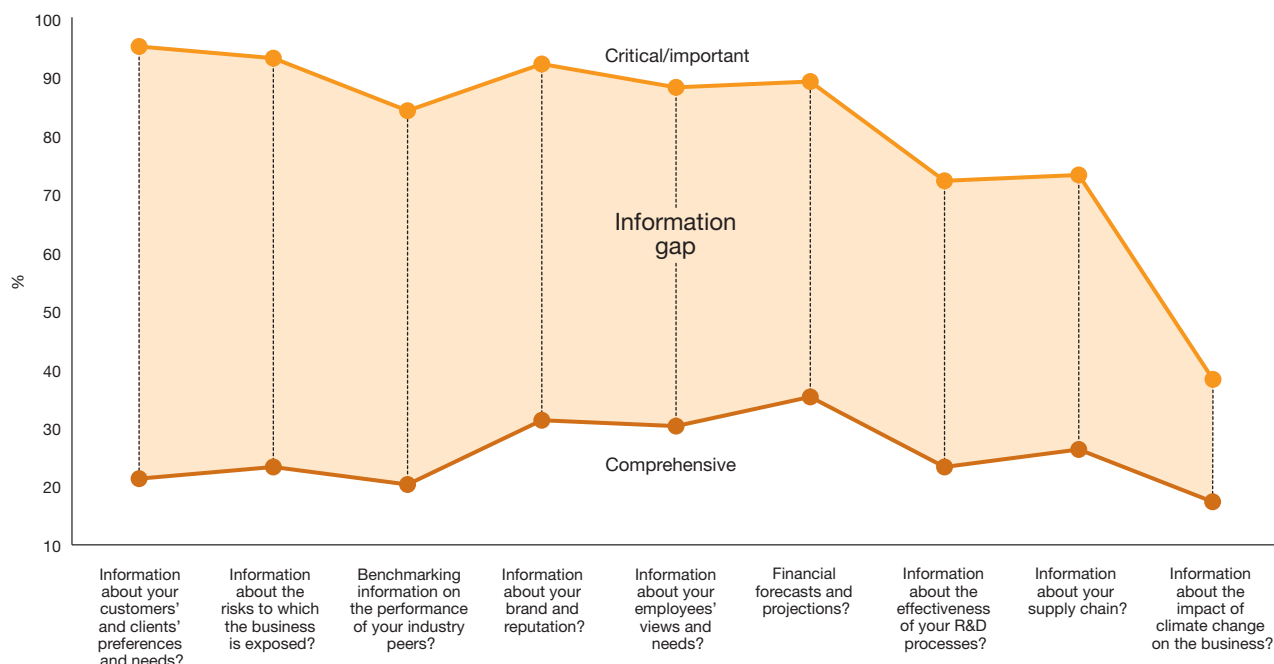 100
90
80
70
60
50
40
30
20
10
%
Critical/important
Information
gap
Comprehensive
Information
about your
customers’
and clients’
preferences
and needs?
Information
about the
risks to which
the business
is exposed?
Benchmarking
information on
the performance
of your industry
peers?
Information
about your
brand and
reputation?
Information
about your
employees’
views and
needs?
Financial
forecasts and
projections?
Information
about the
effectiveness
of your R&D
processes?
Information
about your
supply chain?
Information
about the
impact of
climate change
on the business?